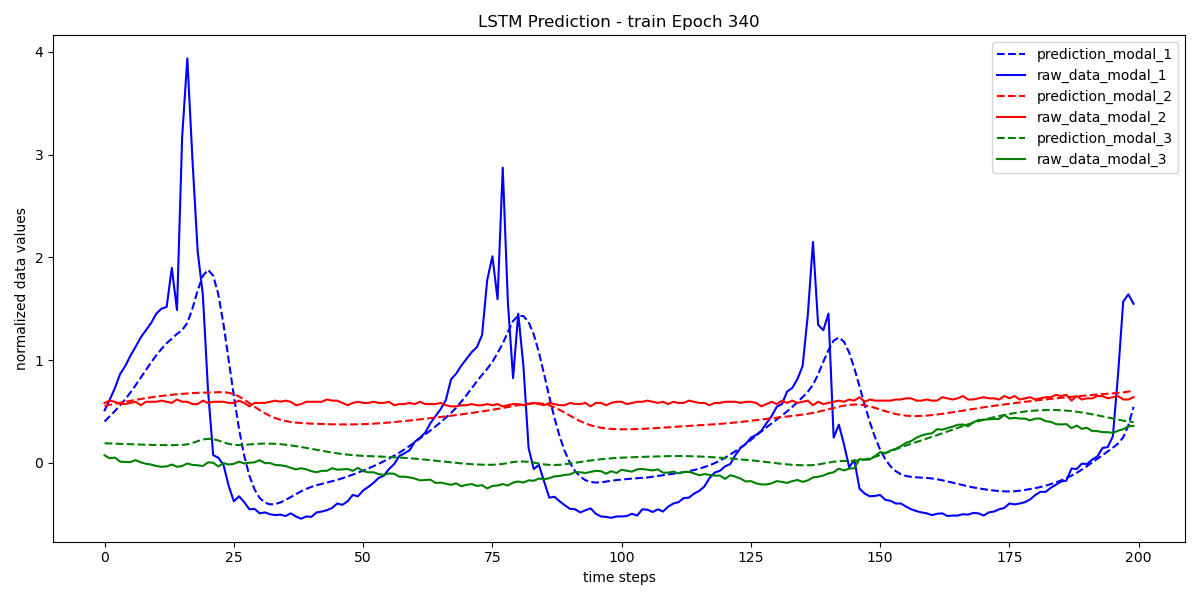 LSTM Prediction - train Epoch 340
normalized data values
4
3
2
1
0
0 25 50 75 100 125 150 175 200
time steps
prediction_modal_1
raw_data_modal_1
prediction_modal_2
raw_data_modal_2
prediction_modal_3
raw_data_modal_3